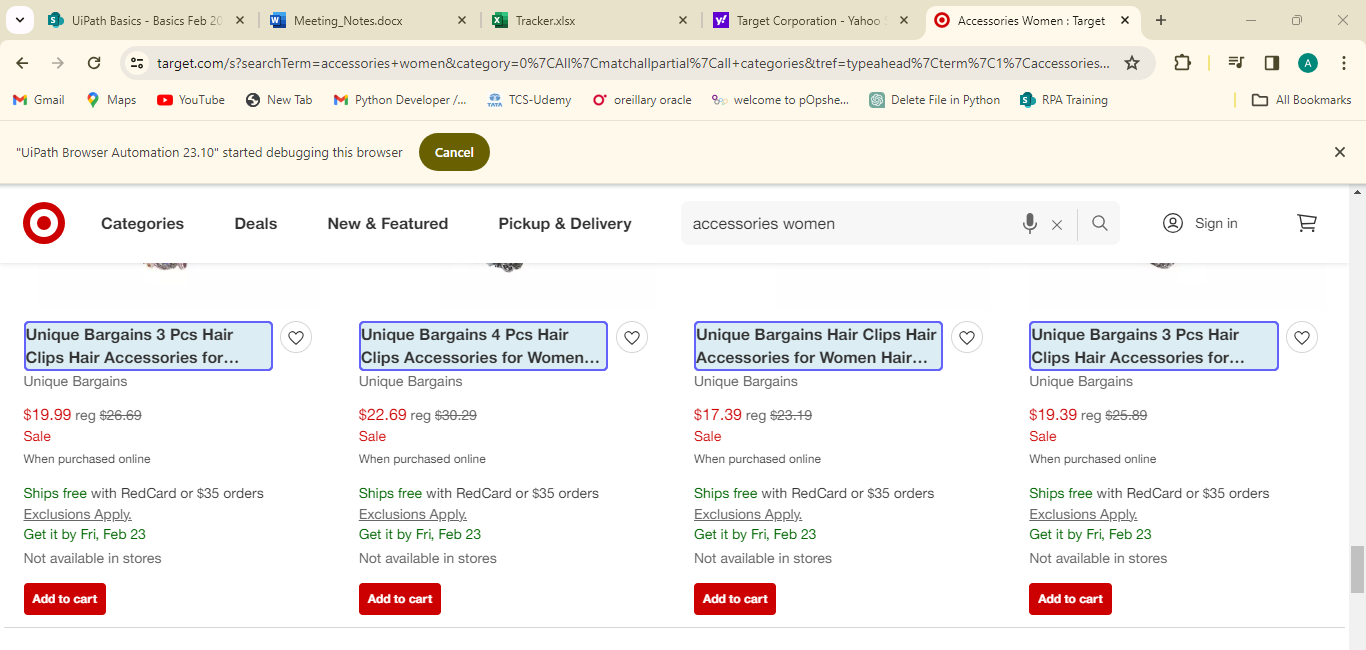 UiPath Basics - Basics Feb 20
Meeting_Notes.docx
Tracker.xlsx
Target Corporation - Yahoo S
Accessories Women : Target
target.com/s?searchTerm=accessories+women&category=0%7CAll%7Cmatchallpartial%7Call+categories&tref=typeahead%7Cterm%7C1%7Caccessories...
A
Gmail
Maps
YouTube
New Tab
Python Developer /...
TCS-Udemy
oreillary oracle
welcome to pOpshe...
Delete File in Python
RPA Training
All Bookmarks
"UiPath Browser Automation 23.10" started debugging this browser
Cancel
Categories
Deals
New & Featured
Pickup & Delivery
accessories women
Sign in
Unique Bargains 3 Pcs Hair
Clips Hair Accessories for...
Unique Bargains
$19.99 reg $26.69
Sale
When purchased online
Ships free with RedCard or $35 orders
Exclusions Apply.
Get it by Fri, Feb 23
Not available in stores
Add to cart
Unique Bargains 4 Pcs Hair
Clips Accessories for Women...
Unique Bargains
$22.69 reg $30.29
Sale
When purchased online
Ships free with RedCard or $35 orders
Exclusions Apply.
Get it by Fri, Feb 23
Not available in stores
Add to cart
Unique Bargains Hair Clips Hair
Accessories for Women Hair...
Unique Bargains
$17.39 reg $23.19
Sale
When purchased online
Ships free with RedCard or $35 orders
Exclusions Apply.
Get it by Fri, Feb 23
Not available in stores
Add to cart
Unique Bargains 3 Pcs Hair
Clips Hair Accessories for...
Unique Bargains
$19.39 reg $25.89
Sale
When purchased online
Ships free with RedCard or $35 orders
Exclusions Apply.
Get it by Fri, Feb 23
Not available in stores
Add to cart